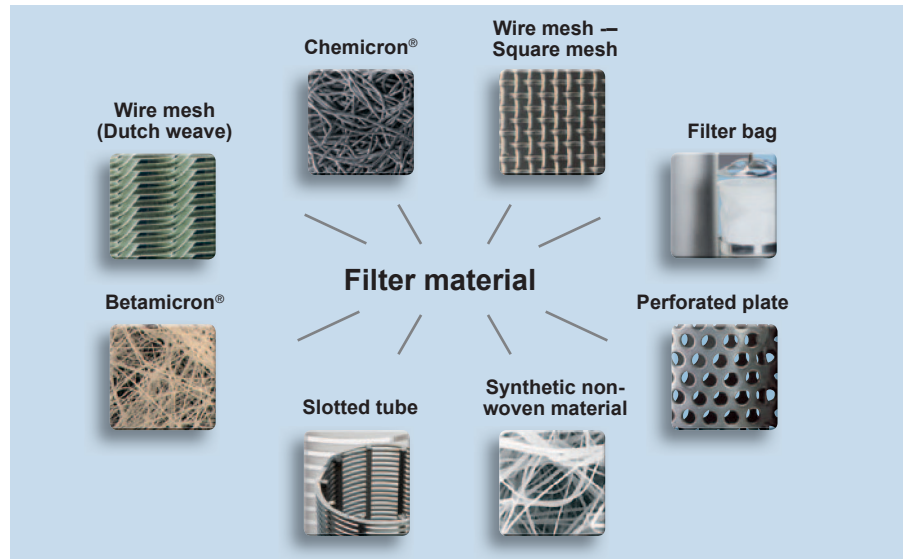 Chemicron®
Wire mesh -–
Square mesh
Wire mesh
(Dutch weave)
Filter bag
Filter material
Betamicron®
Perforated plate
Slotted tube
Synthetic non-
woven material